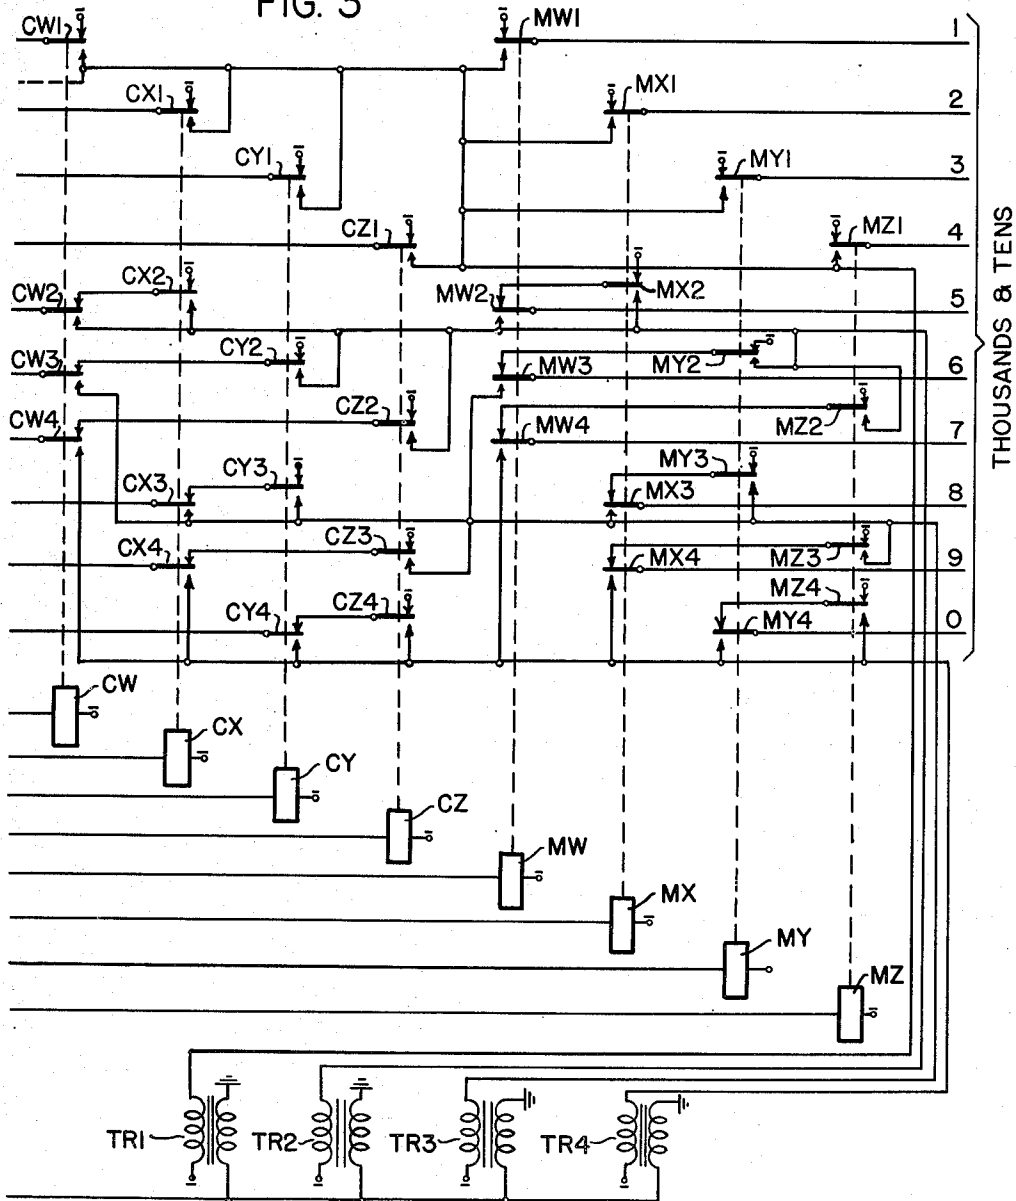 FIG. 3
CW1
MW1
1
CX1
MX1
2
CY1
MY1
3
CZ1
MZ1
4
CX2
CW2
MW2
MX2
5
CW3
CY2
MW3
MY2
6
CW4
CZ2
MW4
MZ2
7
CX3
CY3
MY3
MX3
8
CX4
CZ3
MX4
MZ3
9
CY4
CZ4
MZ4
MY4
0
THOUSANDS & TENS
CW
CX
CY
CZ
MW
MX
MY
MZ
TR1
TR2
TR3
TR4